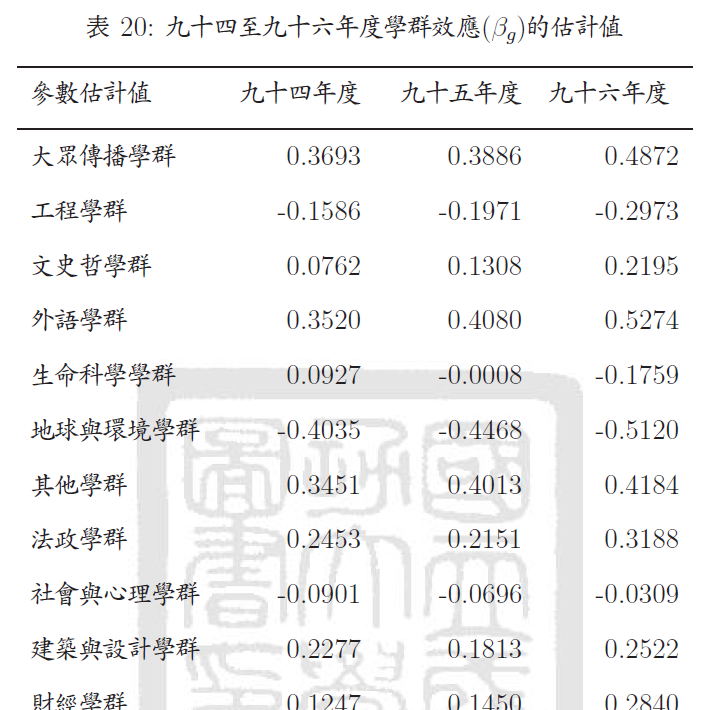 表 20: 九十四至九十六年度學群效應(βg)的估計值
參數估計值 九十四年度 九十五年度 九十六年度
大眾傳播學群 0.3693 0.3886 0.4872
工程學群 -0.1586 -0.1971 -0.2973
文史哲學群 0.0762 0.1308 0.2195
外語學群 0.3520 0.4080 0.5274
生命科學學群 0.0927 -0.0008 -0.1759
地球與環境學群 -0.4035 -0.4468 -0.5120
其他學群 0.3451 0.4013 0.4184
法政學群 0.2453 0.2151 0.3188
社會與心理學群 -0.0901 -0.0696 -0.0309
建築與設計學群 0.2277 0.1813 0.2522
財經學群 0.1247 0.1450 0.2840